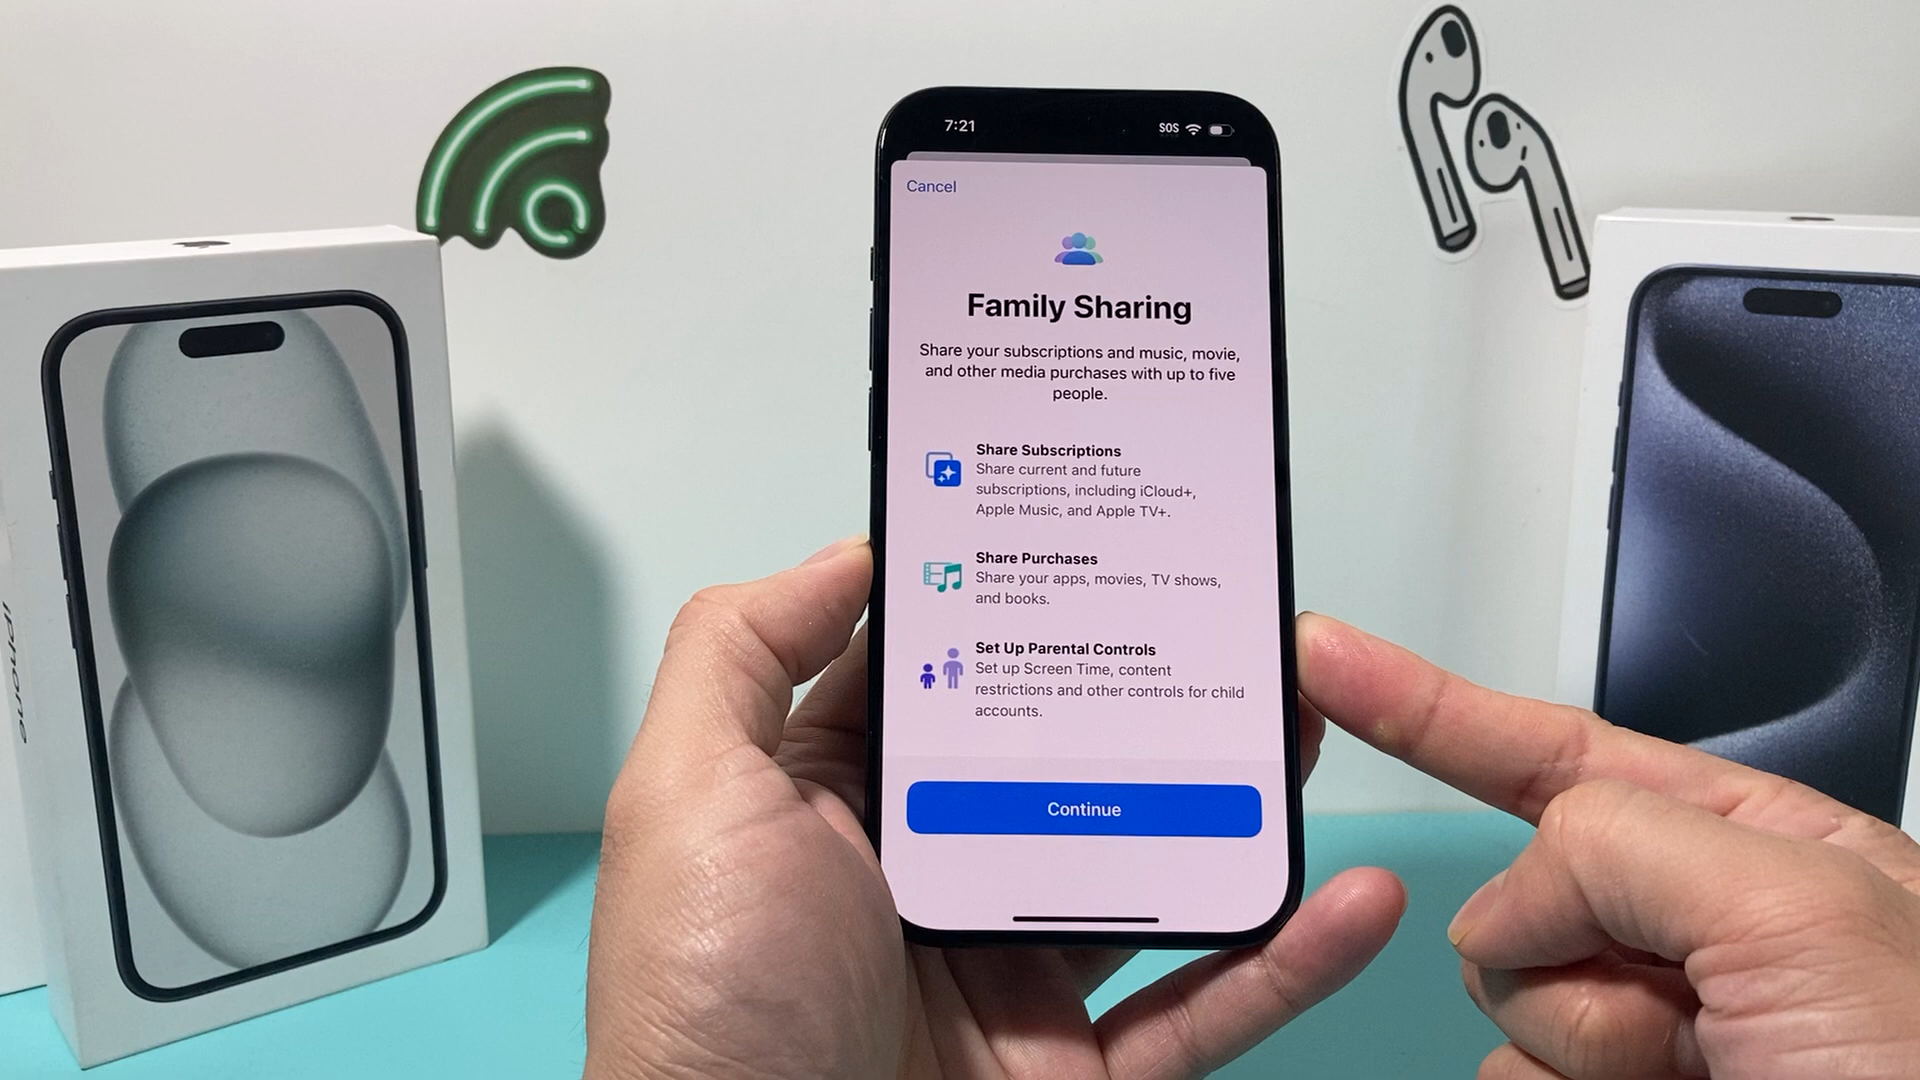 7:21
SOS
Cancel
Family Sharing
Share your subscriptions and music, movie,
and other media purchases with up to five
people.
Share Subscriptions
Share current and future
subscriptions, including iCloud+,
Apple Music, and Apple TV+.
Share Purchases
Share your apps, movies, TV shows,
and books.
Set Up Parental Controls
Set up Screen Time, content
restrictions and other controls for child
accounts.
Continue
iPhone